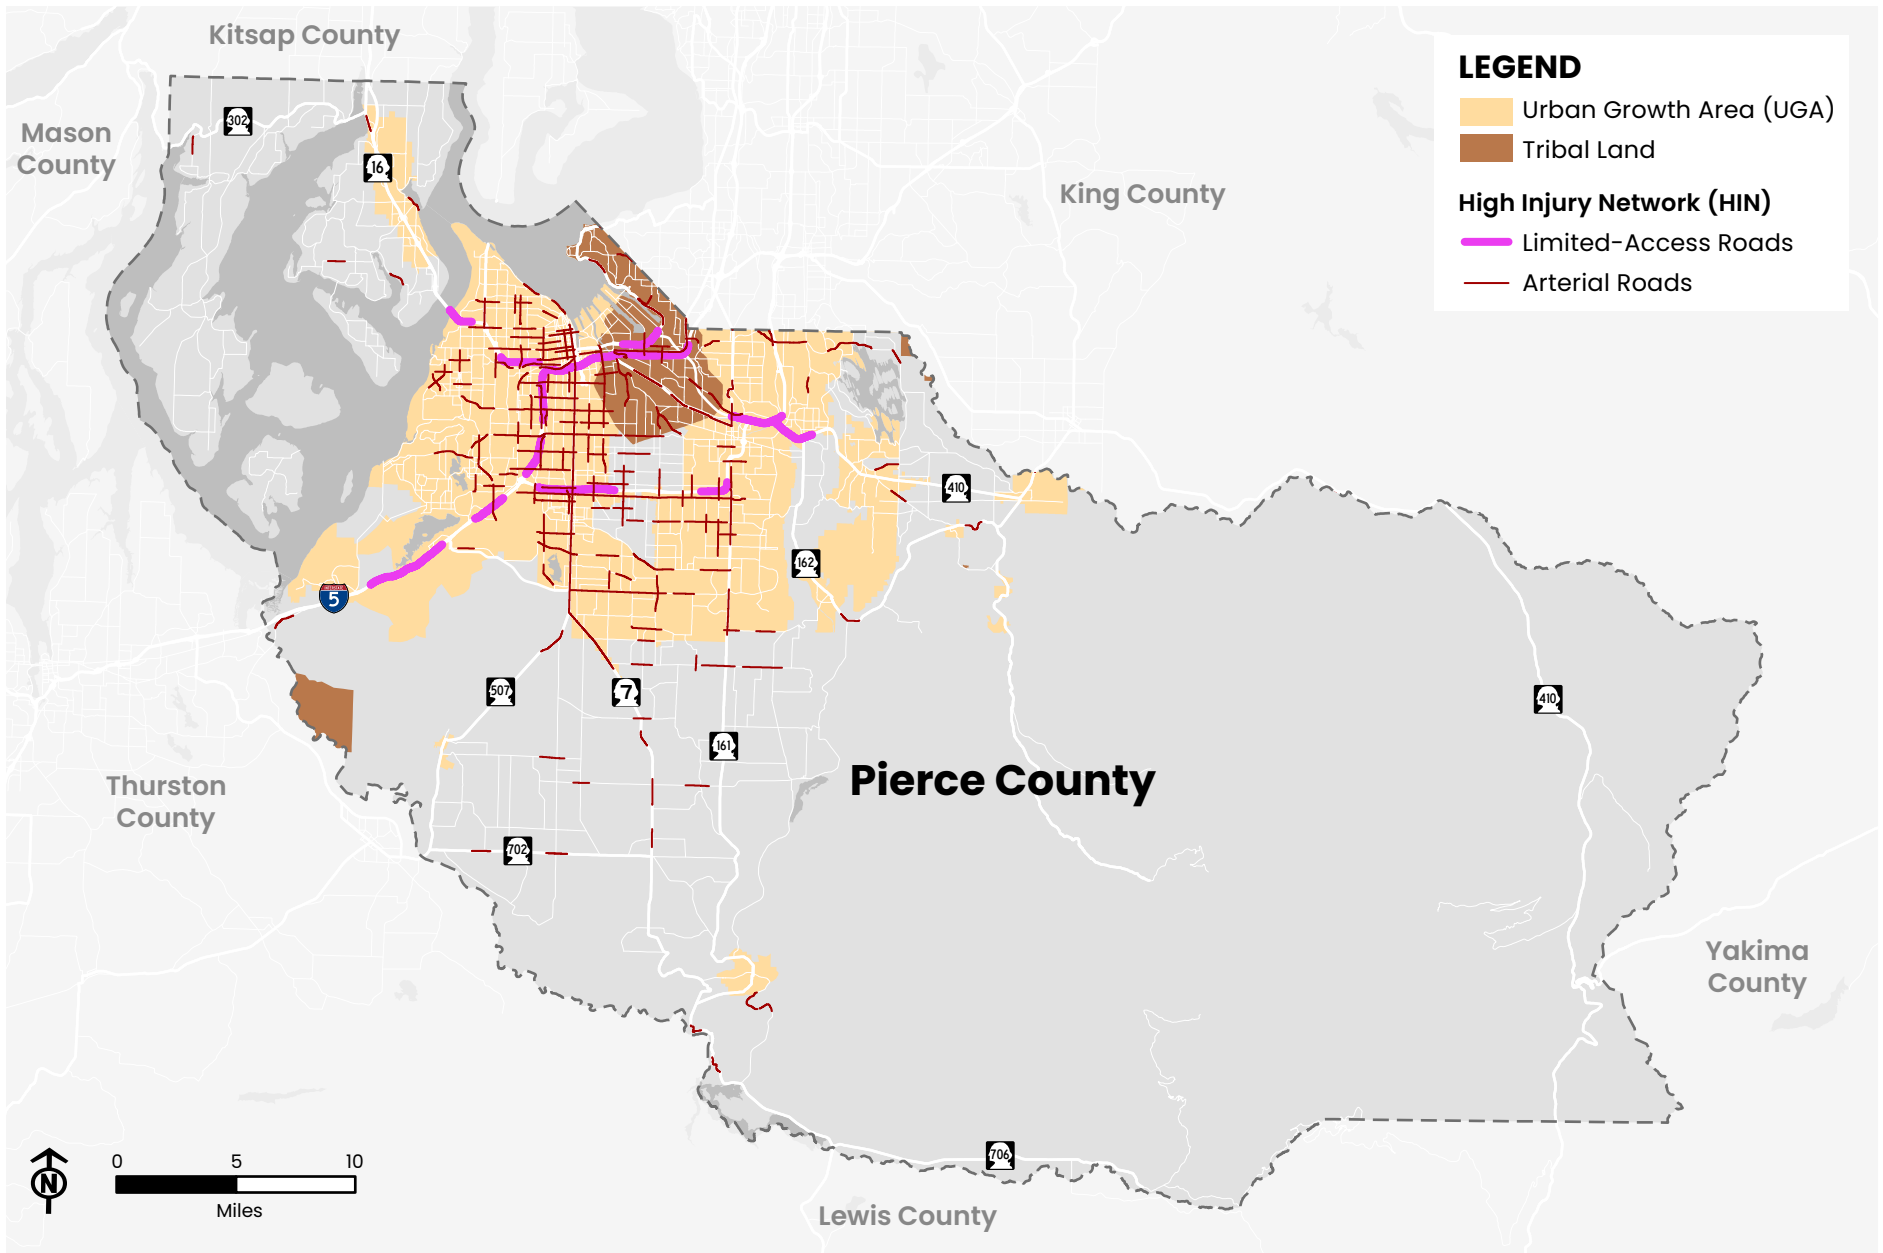 Kitsap County
LEGEND
Urban Growth Area (UGA)
302
Mason
County
Tribal Land
16
King County
High Injury Network (HIN)
Limited-Access Roads
Arterial Roads
410
162
INTERSTATE
5
507
7
410
161
Pierce County
Thurston
County
702
Yakima
County
N
0 5 10
Miles
706
Lewis County